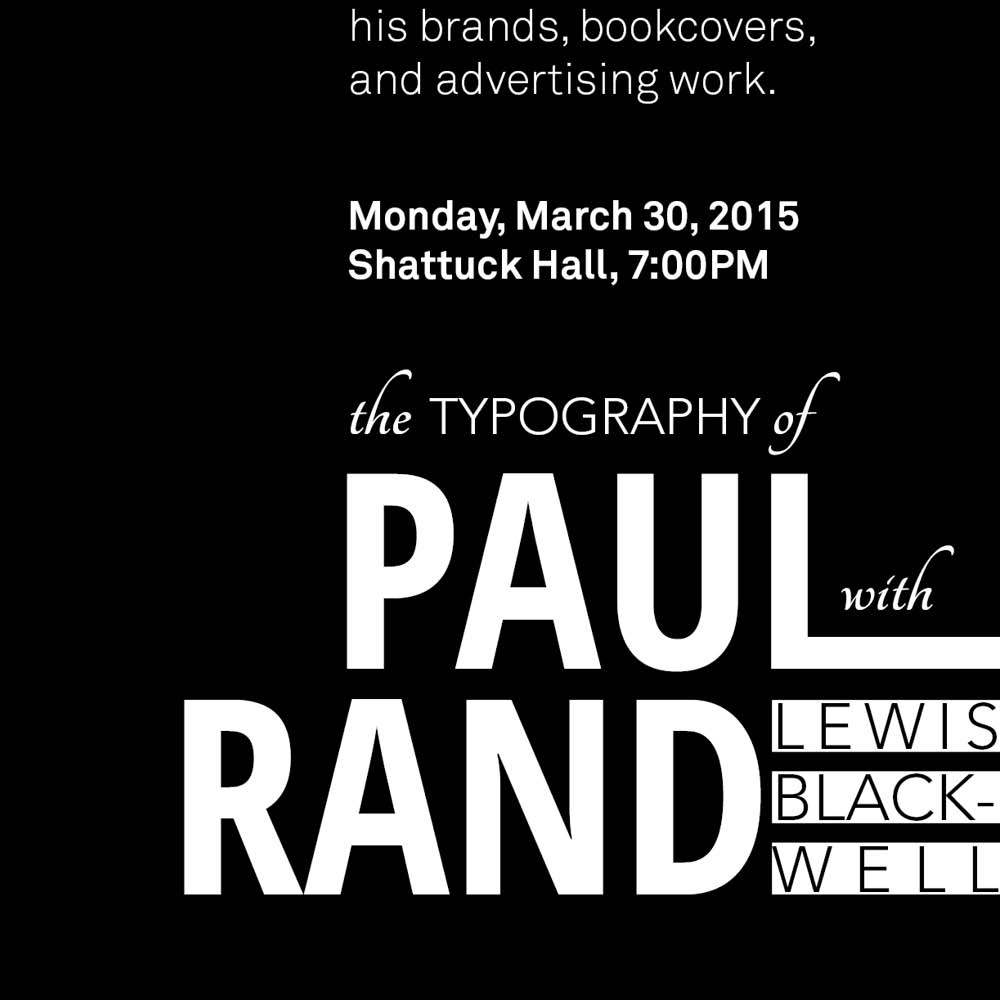 his brands, bookcovers,
and advertising work.
Monday, March 30, 2015
Shattuck Hall, 7:00PM
the TYPOGRAPHY of
PAUL with
RAND
LEWIS
BLACK-
WELL